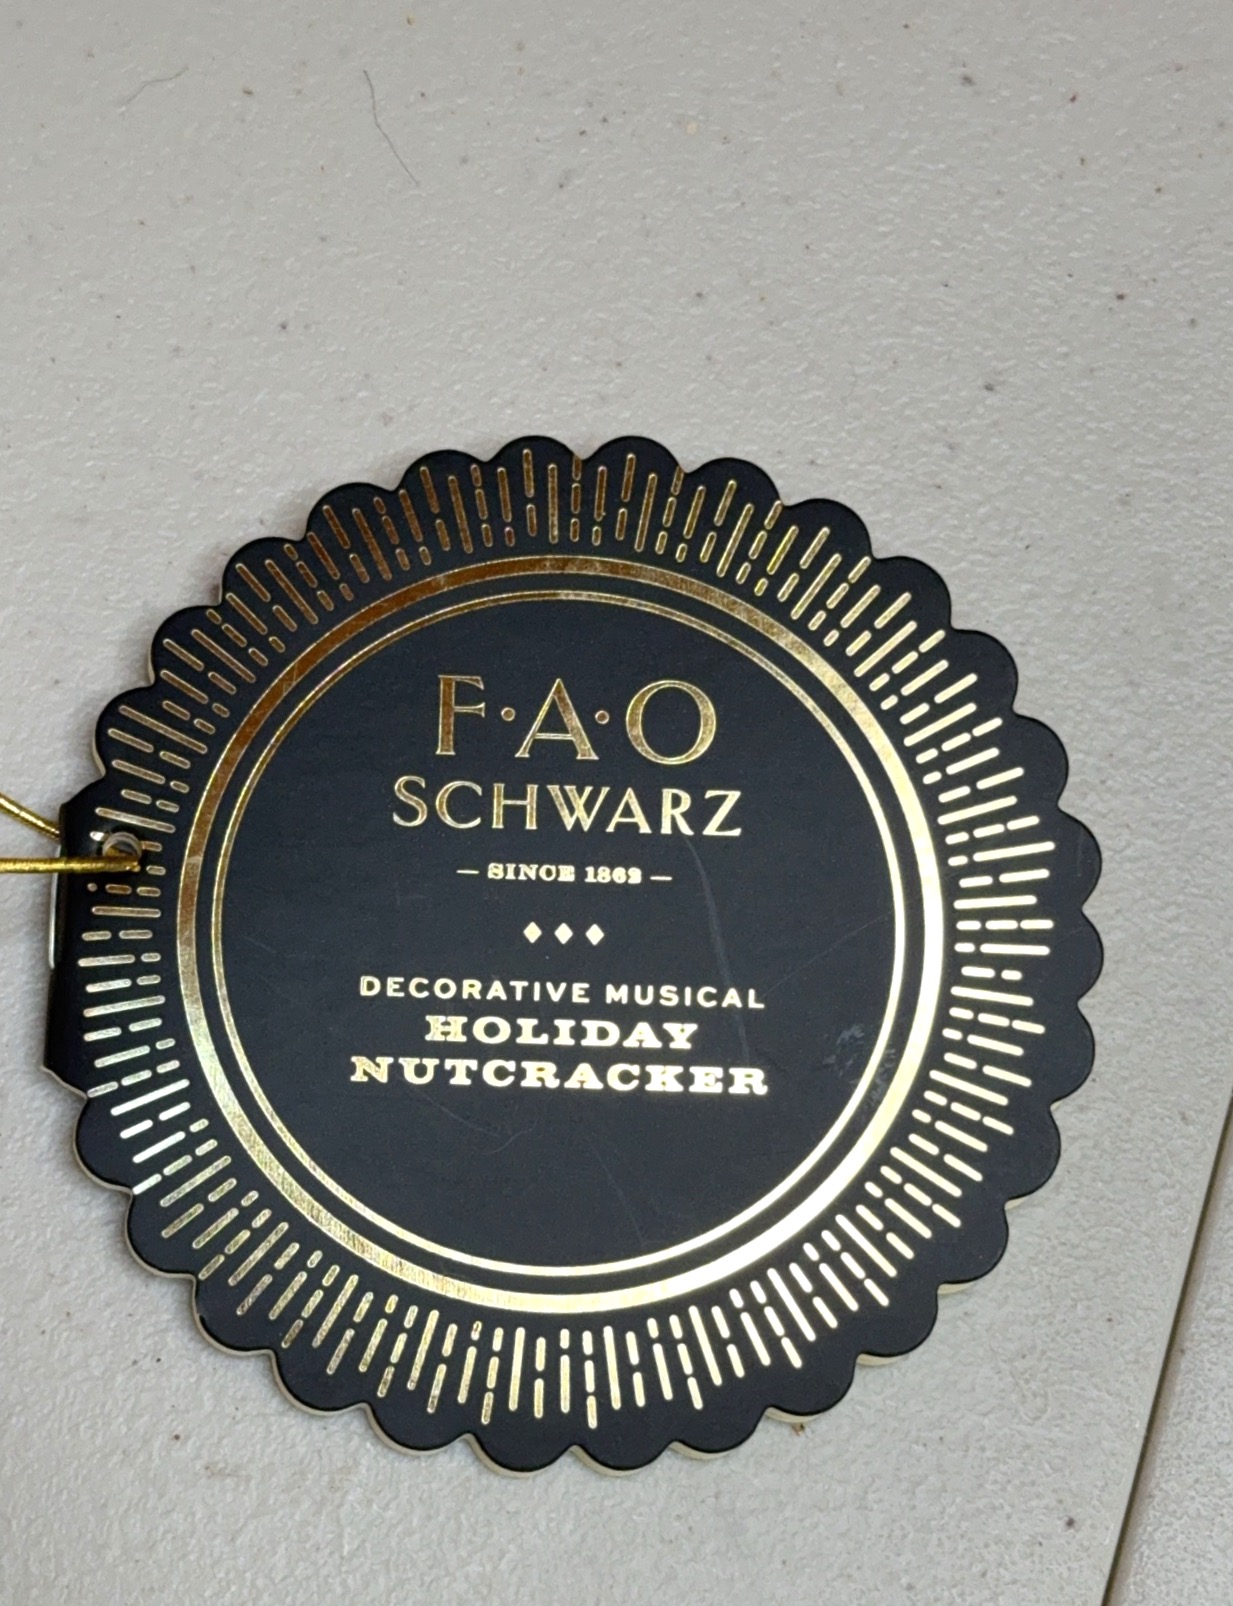 F·A·O
SCHWARZ
— SINCE 1862 —
DECORATIVE MUSICAL
HOLIDAY
NUTCRACKER